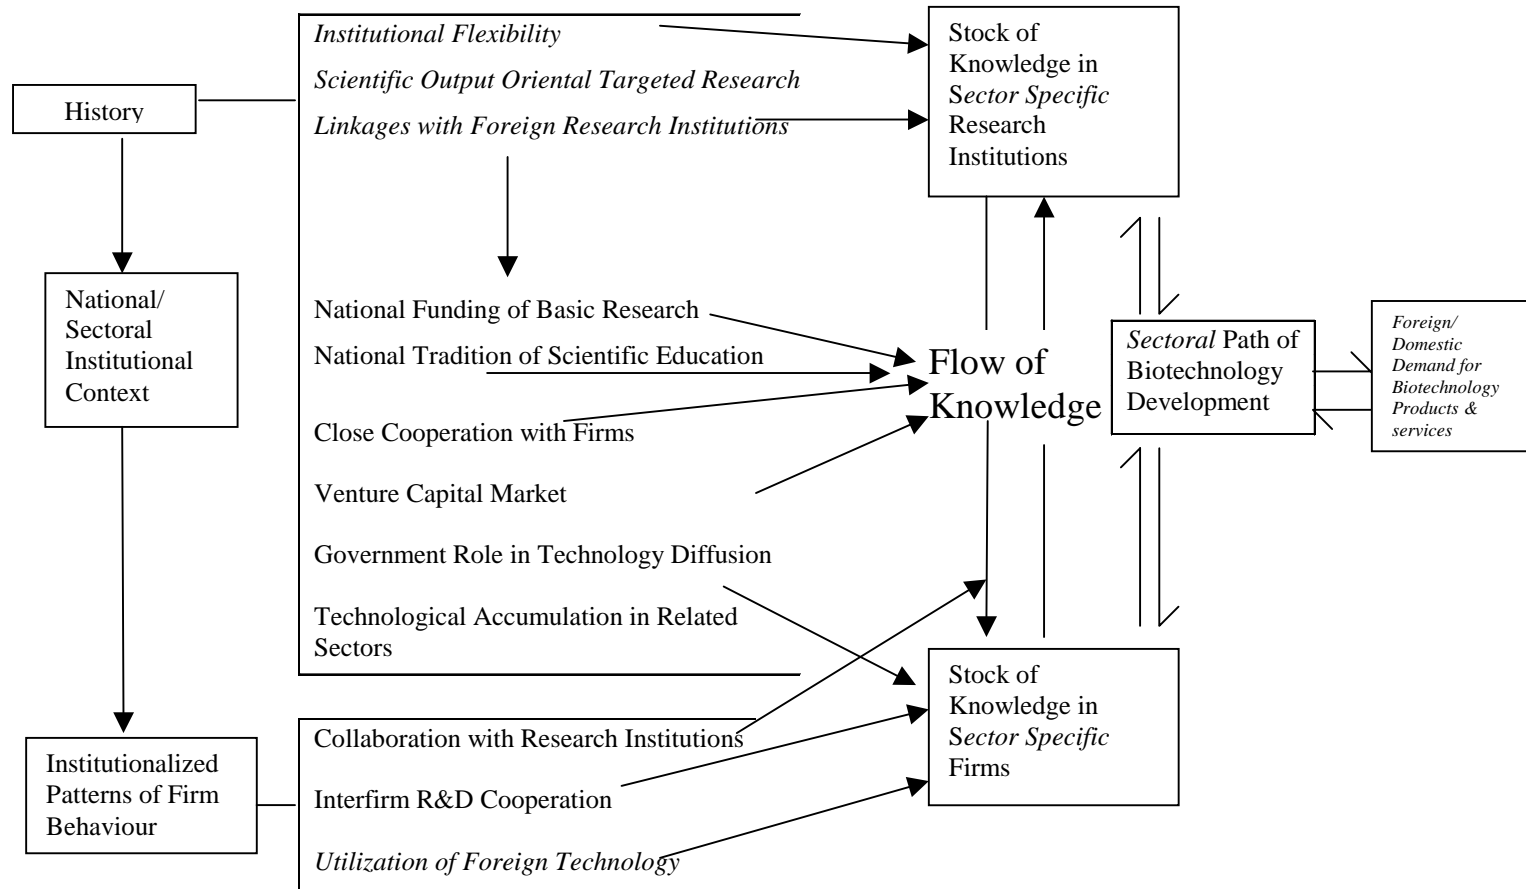 History
National/
Sectoral
Institutional
Context
Institutionalized
Patterns of Firm
Behaviour
Institutional Flexibility
Scientific Output Oriental Targeted Research
Linkages with Foreign Research Institutions
National Funding of Basic Research
National Tradition of Scientific Education
Close Cooperation with Firms
Venture Capital Market
Government Role in Technology Diffusion
Technological Accumulation in Related
Sectors
Collaboration with Research Institutions
Interfirm R&D Cooperation
Utilization of Foreign Technology
Stock of
Knowledge in
Sector Specific
Research
Institutions
Flow of
Knowledge
Stock of
Knowledge in
Sector Specific
Firms
Sectoral Path of
Biotechnology
Development
Foreign/
Domestic
Demand for
Biotechnology
Products &
services